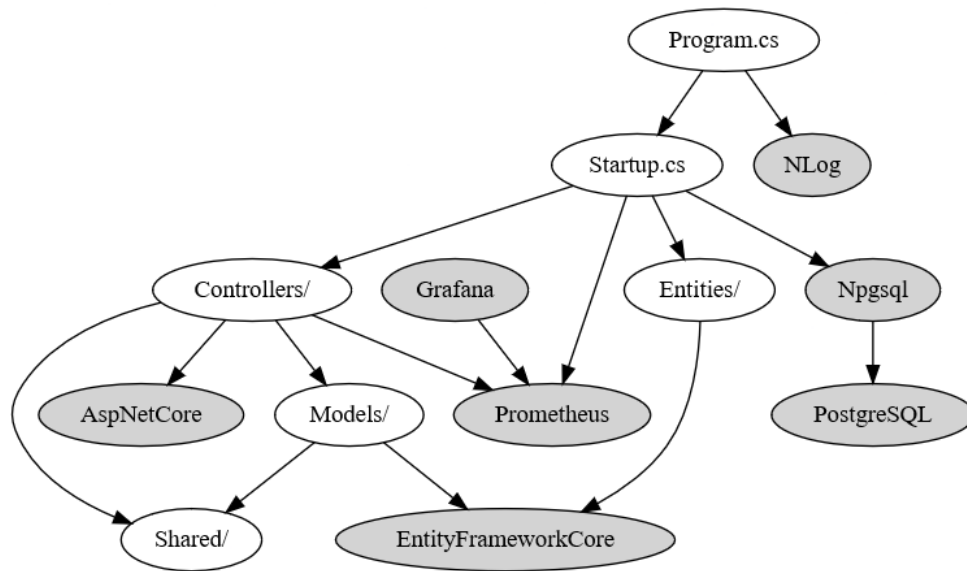 Program.cs
Startup.cs
NLog
Controllers/
Grafana
Entities/
Npgsql
AspNetCore
Models/
Prometheus
PostgreSQL
Shared/
EntityFrameworkCore